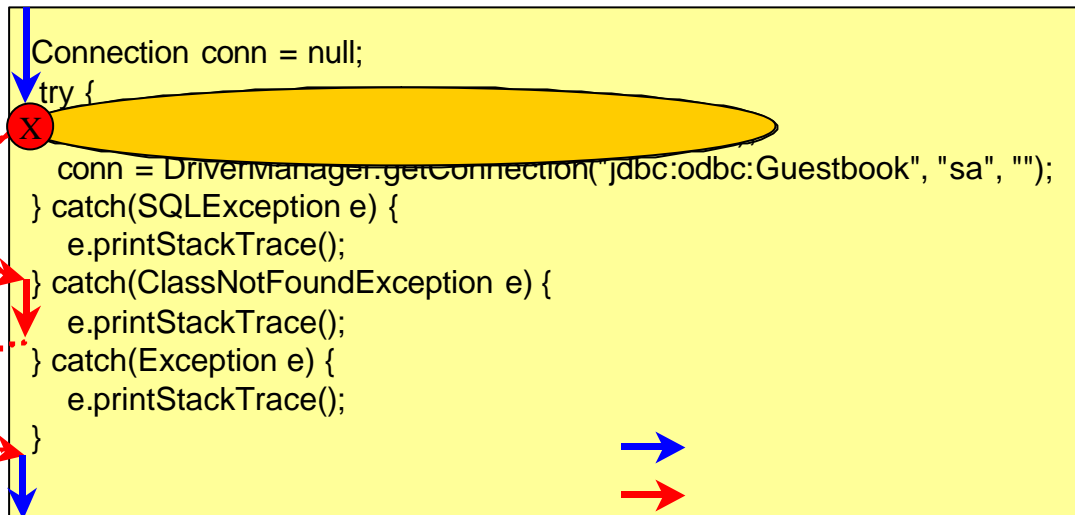 Connection conn = null;
try {
X
conn = DriverManager.getConnection("jdbc:odbc:Guestbook", "sa", "");
} catch(SQLException e) {
e.printStackTrace();
} catch(ClassNotFoundException e) {
e.printStackTrace();
} catch(Exception e) {
e.printStackTrace();
}